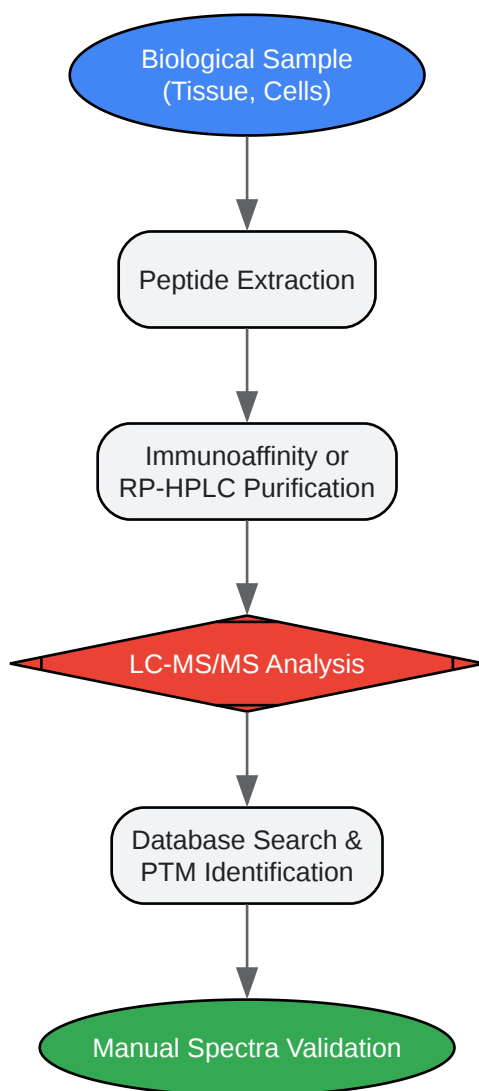 Biological Sample
(Tissue, Cells)
Peptide Extraction
Immunoaffinity or
RP-HPLC Purification
LC-MS/MS Analysis
Database Search &
PTM Identification
Manual Spectra Validation